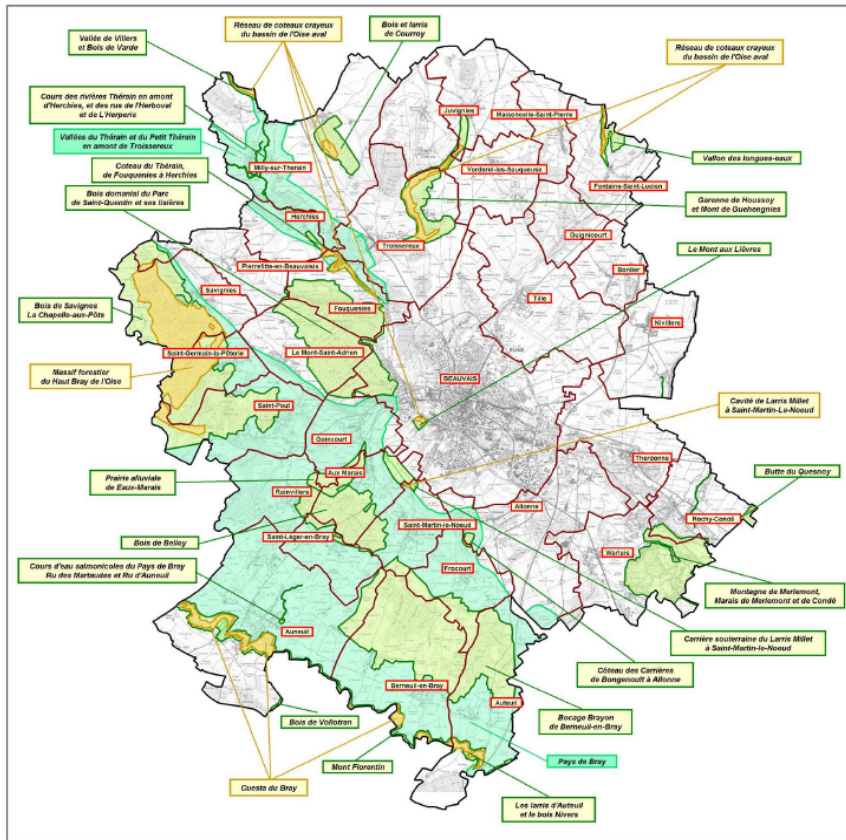 Vallée de Villers
et Bois de Varde
Réseau de coteaux crayeux
du bassin de l'Oise aval
Bois et larris
de Courroy
Réseau de coteaux crayeux
du bassin de l'Oise aval
Cours des rivières Thérain en amont
d'Herchies, et des rus de l'Herboval
et de L'Herperie
Vallées du Thérain et du Petit Thérain
en amont de Troissereux
Coteau du Thérain,
de Fouquenies à Herchies
Bois domanial du Parc
de Saint-Quentin et ses lisières
Juvignies
Maisoncelle-Saint-Pierre
Milly-sur-Therain
Verderel-les-Sauqueuse
Vallon des longues-eaux
Fontaine-Saint-Lucien
Garenne de Houssoy
et Mont de Guehengnies
Herchies
Troissereux
Guignicourt
Le Mont aux Lièvres
Pierrefitte-en-Beauvaisis
Bonlier
Savignies
Tille
Fouquenies
Nivillers
Bois de Savignes
La Chapelle-aux-Pôts
Saint-Germain-la-Pôterie
Le Mont-Saint-Adrien
BEAUVAIS
Massif forestier
du Haut Bray de l'Oise
Saint-Paul
Cavité de Larris Millet
à Saint-Martin-Le-Noeud
Goincourt
Therdonne
Prairie alluviale
de Eaux-Marais
Aux Marais
Butte du Quesnoy
Rainvillers
Allonne
Rochy-Condé
Bois de Belloy
Saint-Martin-le-Noeud
Saint-Léger-en-Bray
Warluis
Cours d'eau salmonicoles du Pays de Bray
Ru des Martaudes et Ru d'Auneuil
Frocourt
Montagne de Merlemont,
Marais de Merlemont et de Condé
Auneuil
Carrière souterraine du Larris Millet
à Saint-Martin-le-Noeud
Côteau des Carrières
de Bongenoult à Allonne
Berneuil-en-Bray
Auteuil
Bois de Vollotran
Bocage Brayon
de Berneuil-en-Bray
Mont Florentin
Pays de Bray
Cuesta du Bray
Les larris d'Auteuil
et le bois Nivers